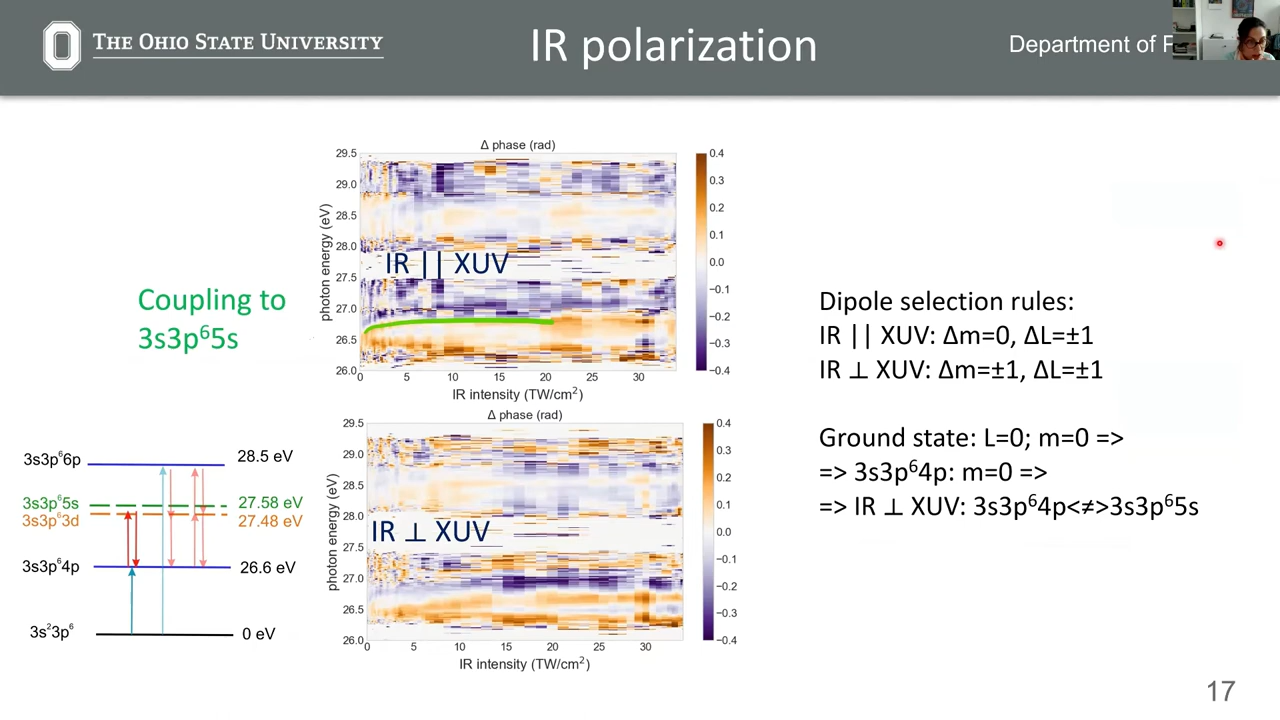 THE OHIO STATE UNIVERSITY
IR polarization
Department of
Coupling to
3s3p⁶5s
Δ phase (rad)
photon energy (eV)
29.5
29.0
28.5
28.0
27.5
27.0
26.5
26.0
IR || XUV
0 5 10 15 20 25 30
IR intensity (TW/cm²)
0.4
0.3
0.2
0.1
0.0
−0.1
−0.2
−0.3
−0.4
Δ phase (rad)
photon energy (eV)
29.5
29.0
28.5
28.0
27.5
27.0
26.5
26.0
IR ⊥ XUV
0 5 10 15 20 25 30
IR intensity (TW/cm²)
0.4
0.3
0.2
0.1
0.0
−0.1
−0.2
−0.3
−0.4
3s3p⁶6p 28.5 eV
3s3p⁶5s 27.58 eV
3s3p⁶3d 27.48 eV
3s3p⁶4p 26.6 eV
3s²3p⁶ 0 eV
Dipole selection rules:
IR || XUV: Δm=0, ΔL=±1
IR ⊥ XUV: Δm=±1, ΔL=±1
Ground state: L=0; m=0 =>
=> 3s3p⁶4p: m=0 =>
=> IR ⊥ XUV: 3s3p⁶4p<≠>3s3p⁶5s
17